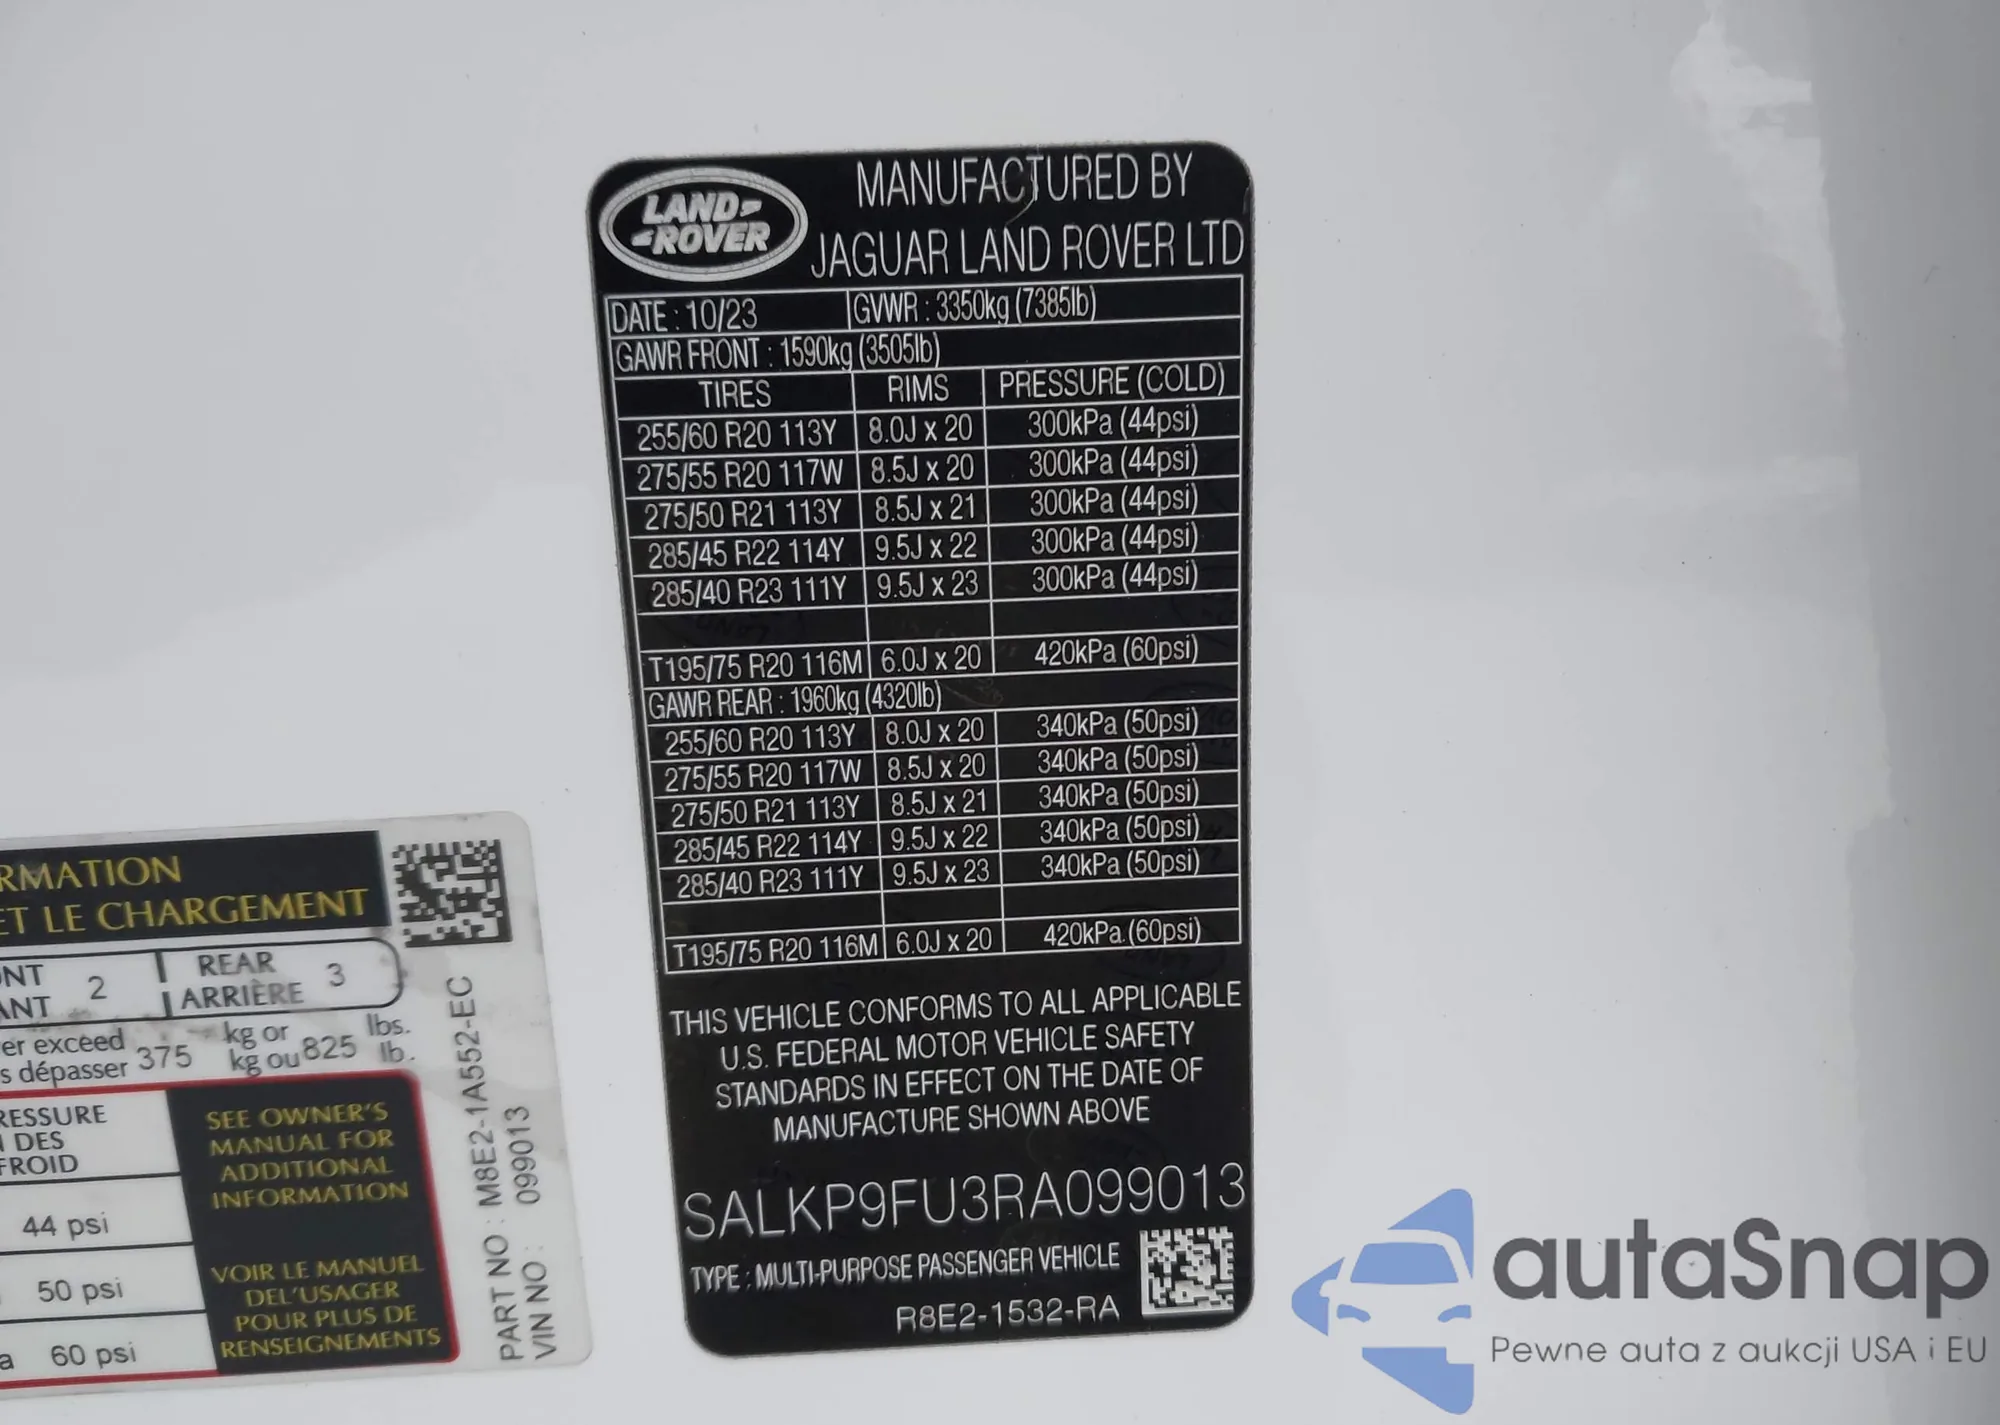 LAND-
-ROVER
MANUFACTURED BY
JAGUAR LAND ROVER LTD
DATE : 10/23 GVWR : 3350kg (7385lb)
GAWR FRONT : 1590kg (3505lb)
TIRES RIMS PRESSURE (COLD)
255/60 R20 113Y 8.0J x 20 300kPa (44psi)
275/55 R20 117W 8.5J x 20 300kPa (44psi)
275/50 R21 113Y 8.5J x 21 300kPa (44psi)
285/45 R22 114Y 9.5J x 22 300kPa (44psi)
285/40 R23 111Y 9.5J x 23 300kPa (44psi)
T195/75 R20 116M 6.0J x 20 420kPa (60psi)
GAWR REAR : 1960kg (4320lb)
255/60 R20 113Y 8.0J x 20 340kPa (50psi)
275/55 R20 117W 8.5J x 20 340kPa (50psi)
275/50 R21 113Y 8.5J x 21 340kPa (50psi)
285/45 R22 114Y 9.5J x 22 340kPa (50psi)
285/40 R23 111Y 9.5J x 23 340kPa (50psi)
T195/75 R20 116M 6.0J x 20 420kPa (60psi)
THIS VEHICLE CONFORMS TO ALL APPLICABLE
U.S. FEDERAL MOTOR VEHICLE SAFETY
STANDARDS IN EFFECT ON THE DATE OF
MANUFACTURE SHOWN ABOVE
SALKP9FU3RA099013
TYPE : MULTI-PURPOSE PASSENGER VEHICLE
R8E2-1532-RA
RMATION
ET LE CHARGEMENT
ONT 2 REAR 3
ANT ARRIÈRE
er exceed 375 kg or 825 lbs.
s dépasser kg ou lb.
RESSURE
N DES
FROID
44 psi
50 psi
a 60 psi
SEE OWNER'S
MANUAL FOR
ADDITIONAL
INFORMATION
VOIR LE MANUEL
DEL'USAGER
POUR PLUS DE
RENSEIGNEMENTS
PART NO : M8E2-1A552-EC
VIN NO : 099013
autaSnap
Pewne auta z aukcji USA i EU